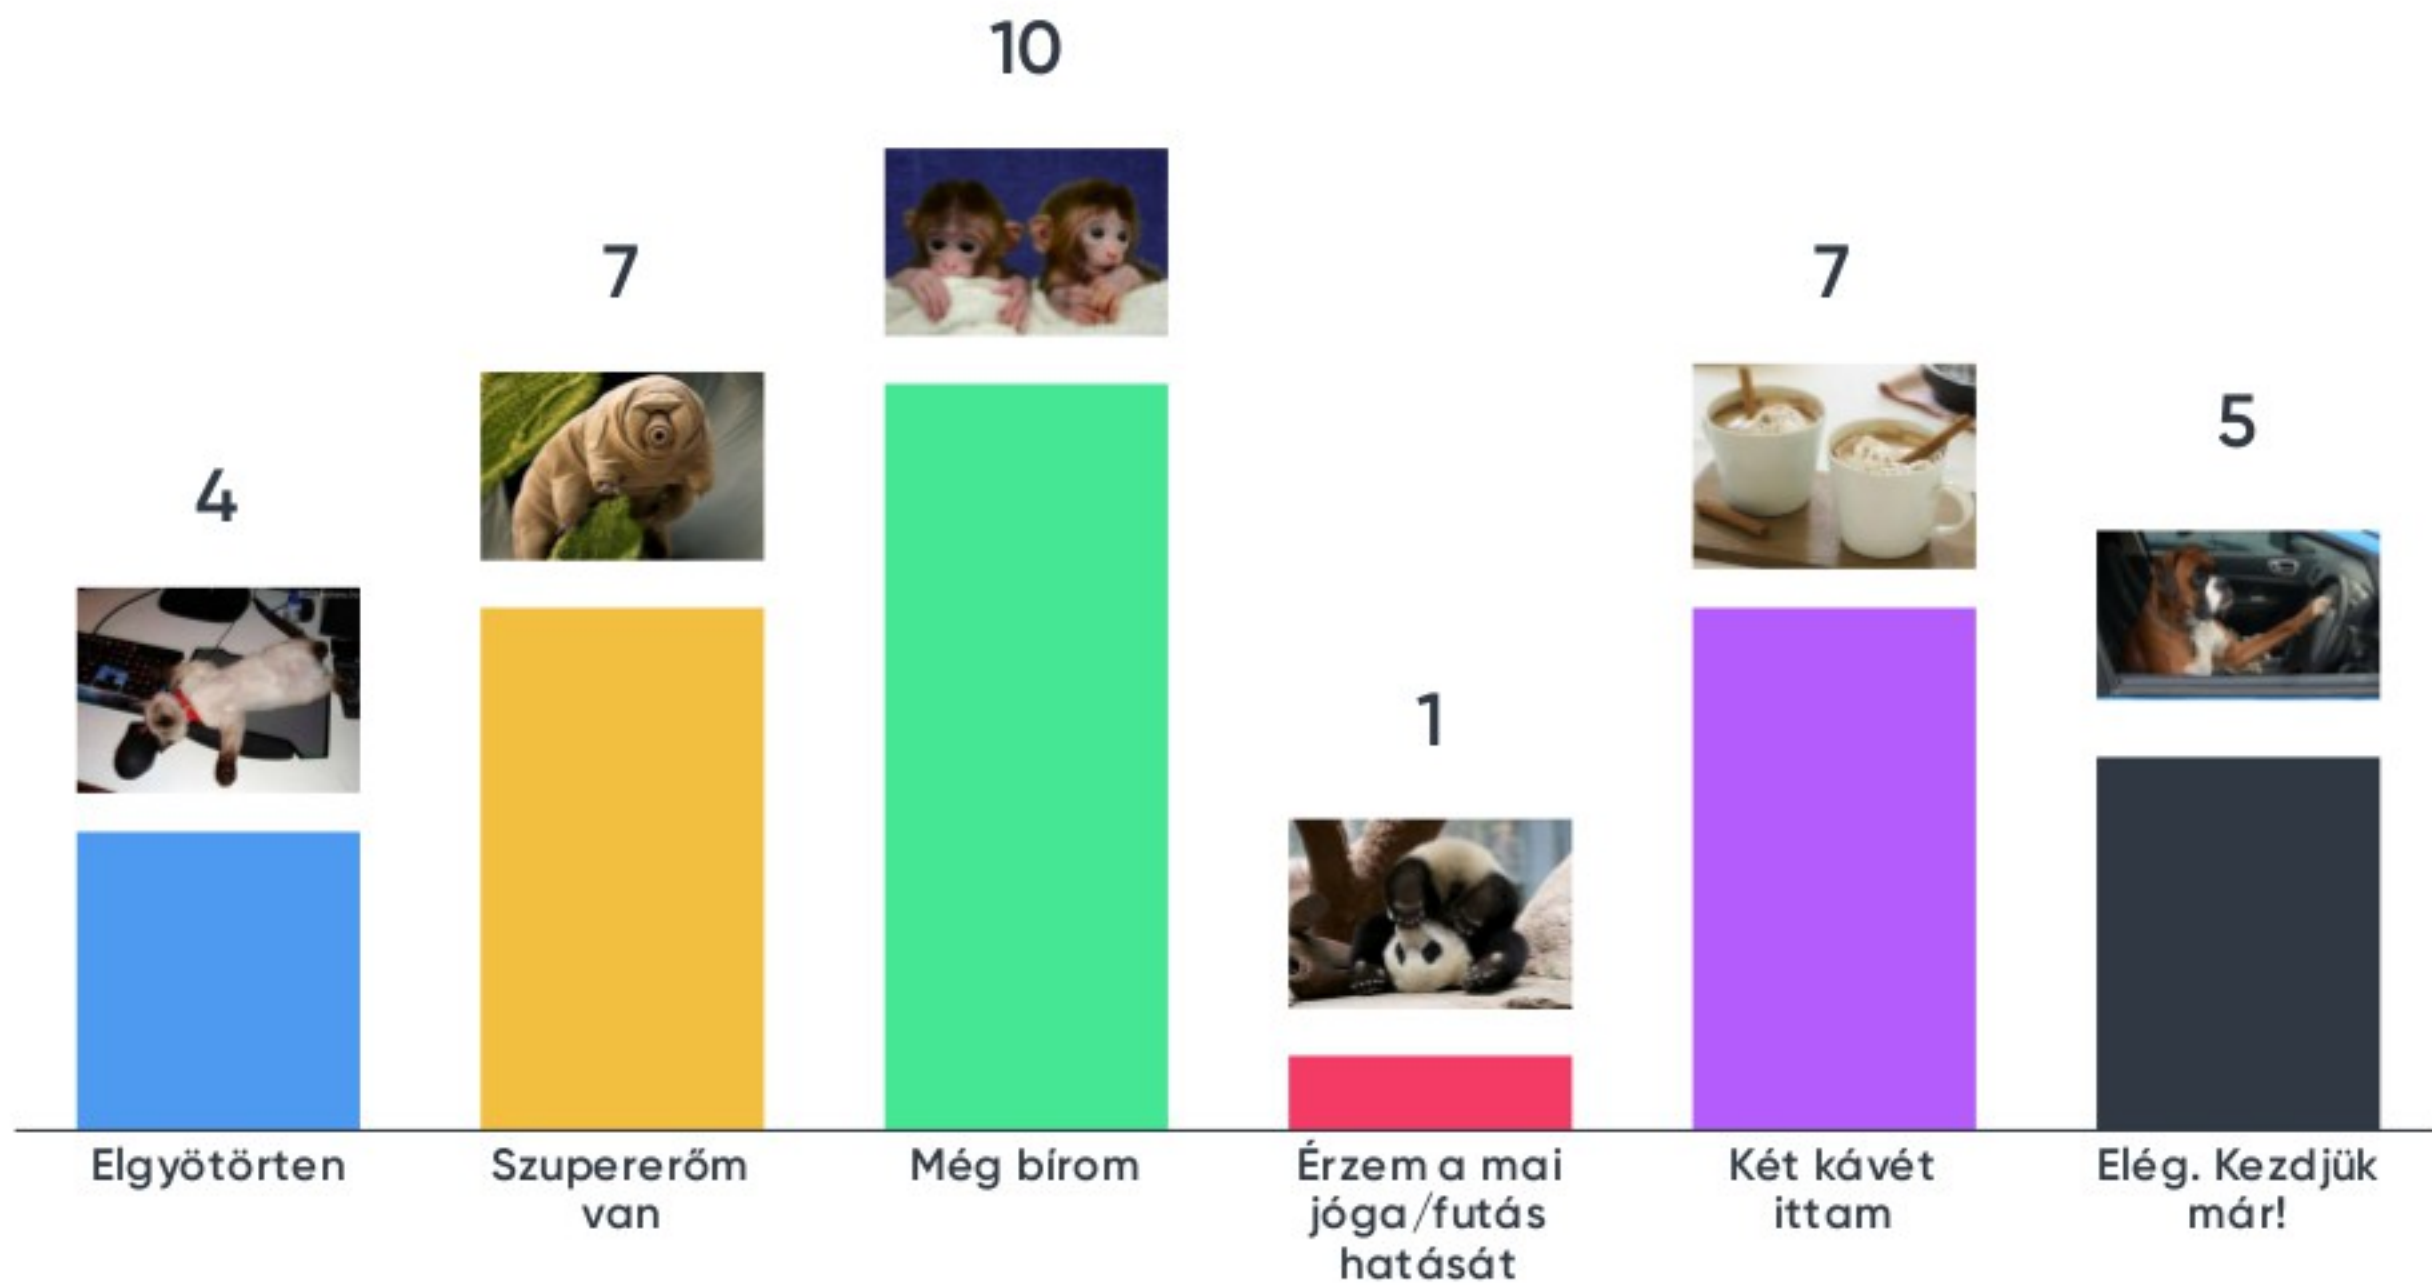 10
7
7
5
4
1
Elgyötörten
Szupererőm
van
Még bírom
Érzem a mai
jóga/futás
hatását
Két kávét
ittam
Elég. Kezdjük
már!